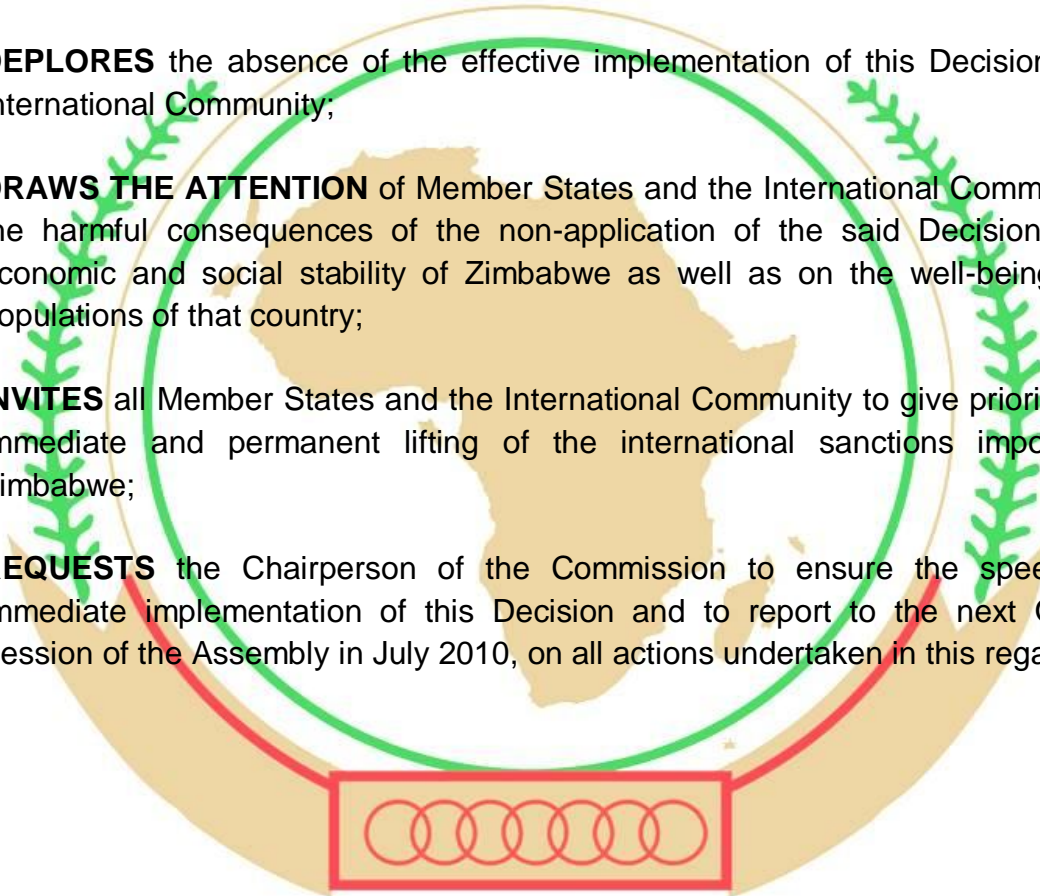 DEPLORES the absence of the effective implementation of this Decision
nternational Community;
DRAWS THE ATTENTION of Member States and the International Comm
he harmful consequences of the non-application of the said Decision
conomic and social stability of Zimbabwe as well as on the well-being
opulations of that country;
NVITES all Member States and the International Community to give priori
mmediate and permanent lifting of the international sanctions impo
imbabwe;
EQUESTS the Chairperson of the Commission to ensure the spee
mmediate implementation of this Decision and to report to the next
ession of the Assembly in July 2010, on all actions undertaken in this rega